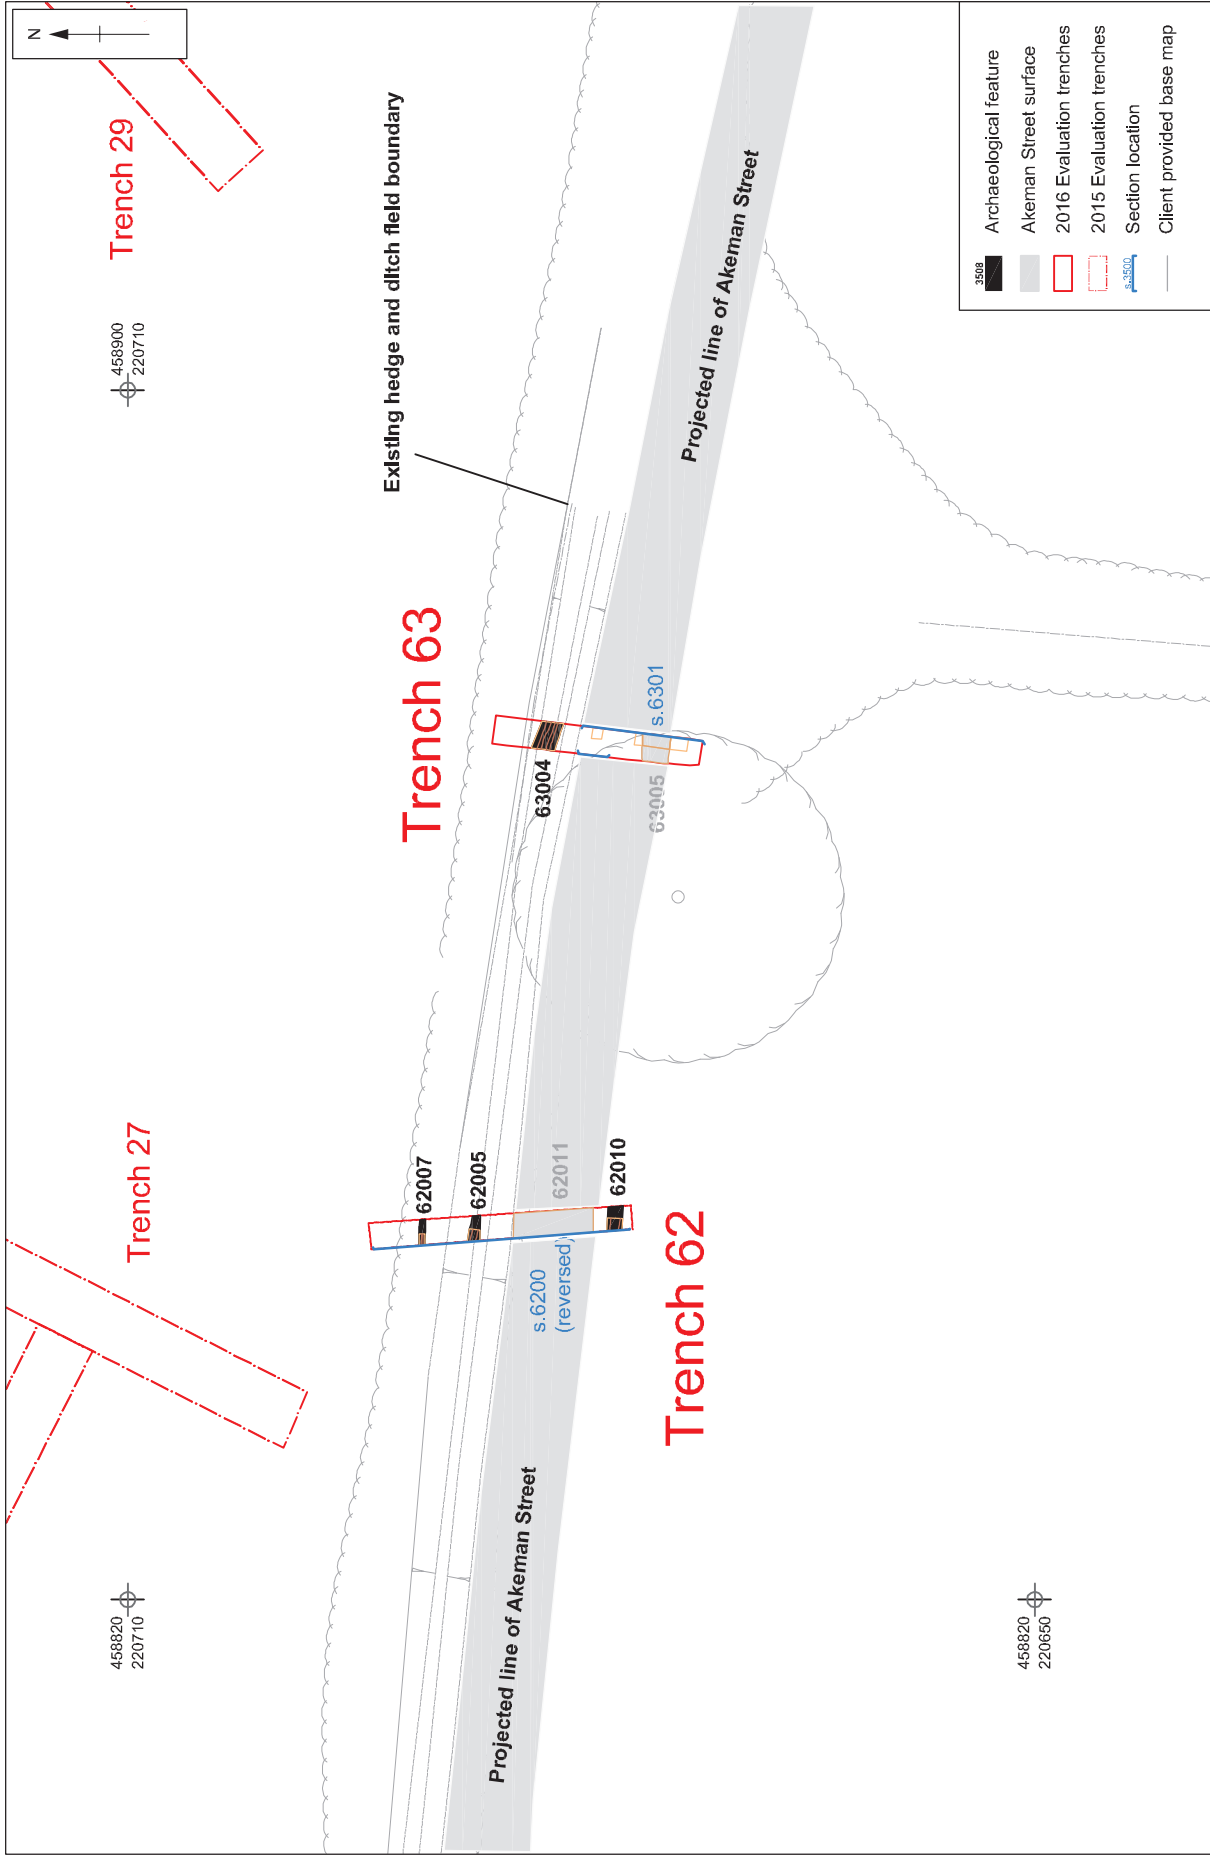 N
Trench 27
Trench 29
458820
220710
458900
220710
Existing hedge and ditch field boundary
Trench 63
63004
63005
s.6301
62007
62005
62011
62010
s.6200
(reversed)
Trench 62
Projected line of Akeman Street
Projected line of Akeman Street
458820
220650
3508
Archaeological feature
Akeman Street surface
2016 Evaluation trenches
2015 Evaluation trenches
s.3500
Section location
Client provided base map